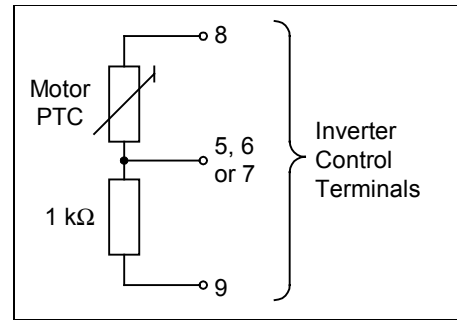 8
Motor
PTC
5, 6
or 7
Inverter
Control
Terminals
1 kΩ
9